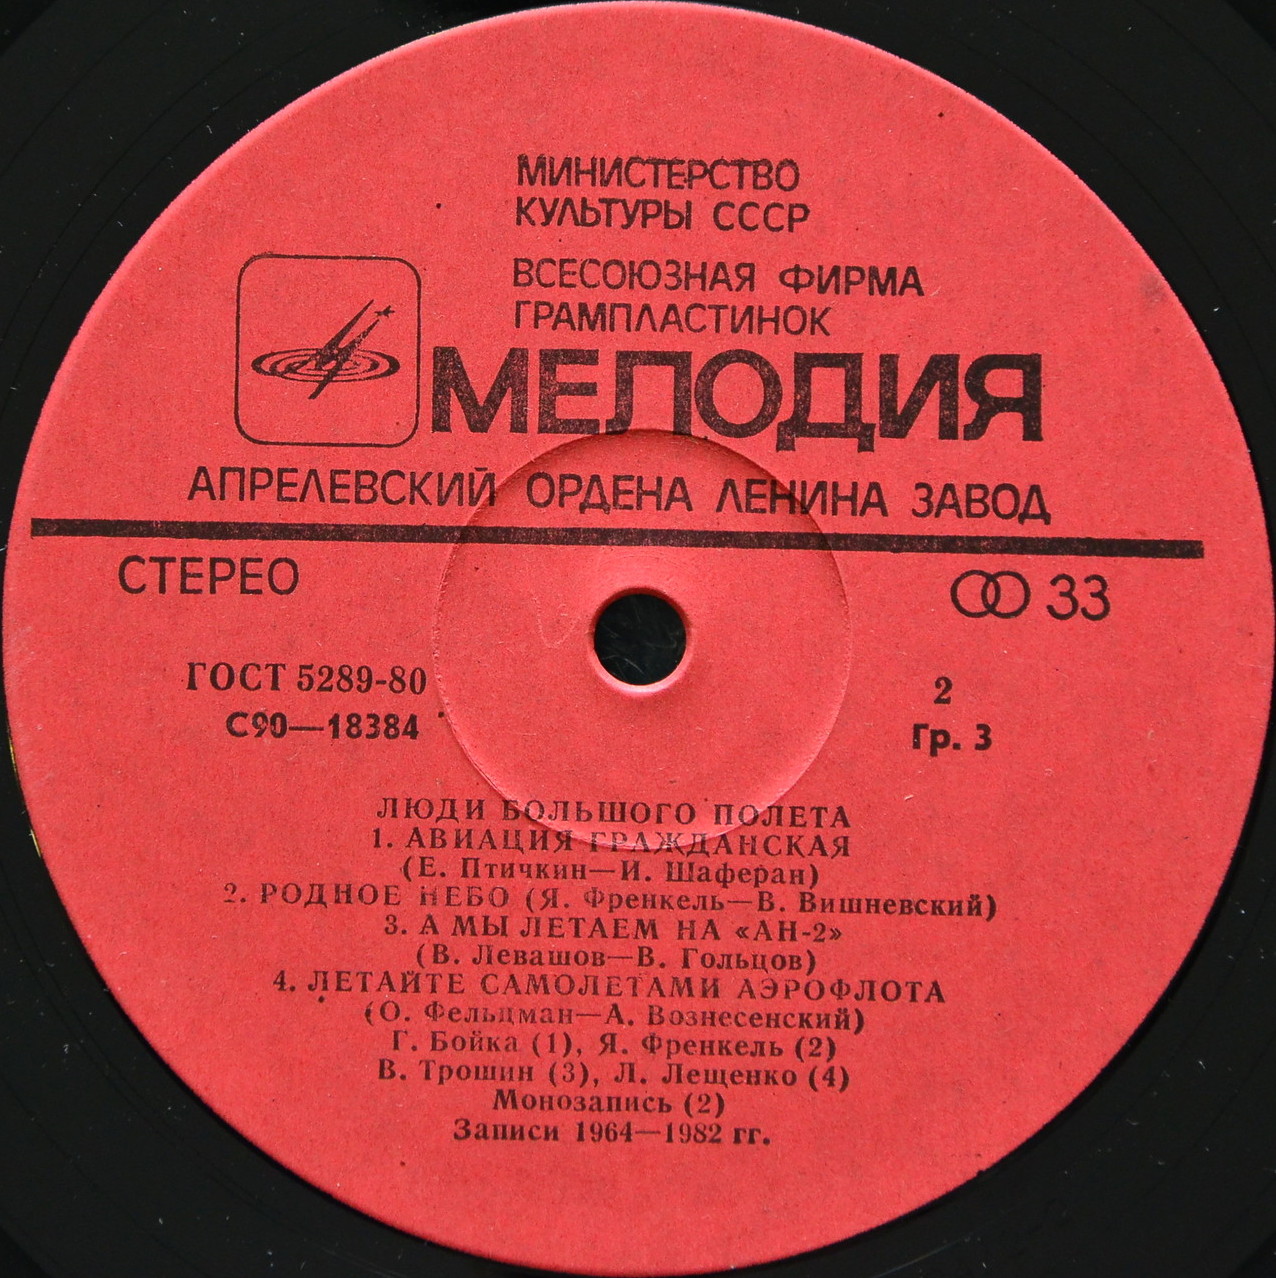 МИНИСТЕРСТВО
КУЛЬТУРЫ СССР
ВСЕСОЮЗНАЯ ФИРМА
ГРАМПЛАСТИНОК
МЕЛОДИЯ
АПРЕЛЕВСКИЙ ОРДЕНА ЛЕНИНА ЗАВОД
СТЕРЕО 33
ГОСТ 5289-80 2
С90—18384 Гр. 3
ЛЮДИ БОЛЬШОГО ПОЛЕТА
1. АВИАЦИЯ ГРАЖДАНСКАЯ
(Е. Птичкин—И. Шаферан)
2. РОДНОЕ НЕБО (Я. Френкель—В. Вишневский)
3. А МЫ ЛЕТАЕМ НА «АН-2»
(В. Левашов—В. Гольцов)
4. ЛЕТАЙТЕ САМОЛЕТАМИ АЭРОФЛОТА
(О. Фельцман—А. Вознесенский)
Г. Бойка (1), Я. Френкель (2)
В. Трошин (3), Л. Лещенко (4)
Монозапись (2)
Записи 1964—1982 гг.